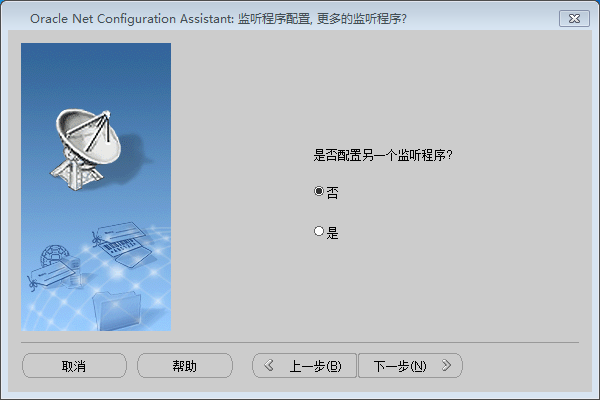 Oracle Net Configuration Assistant: 监听程序配置, 更多的监听程序?
是否配置另一个监听程序?
否
是
取消
帮助
上一步(B)
下一步(N)